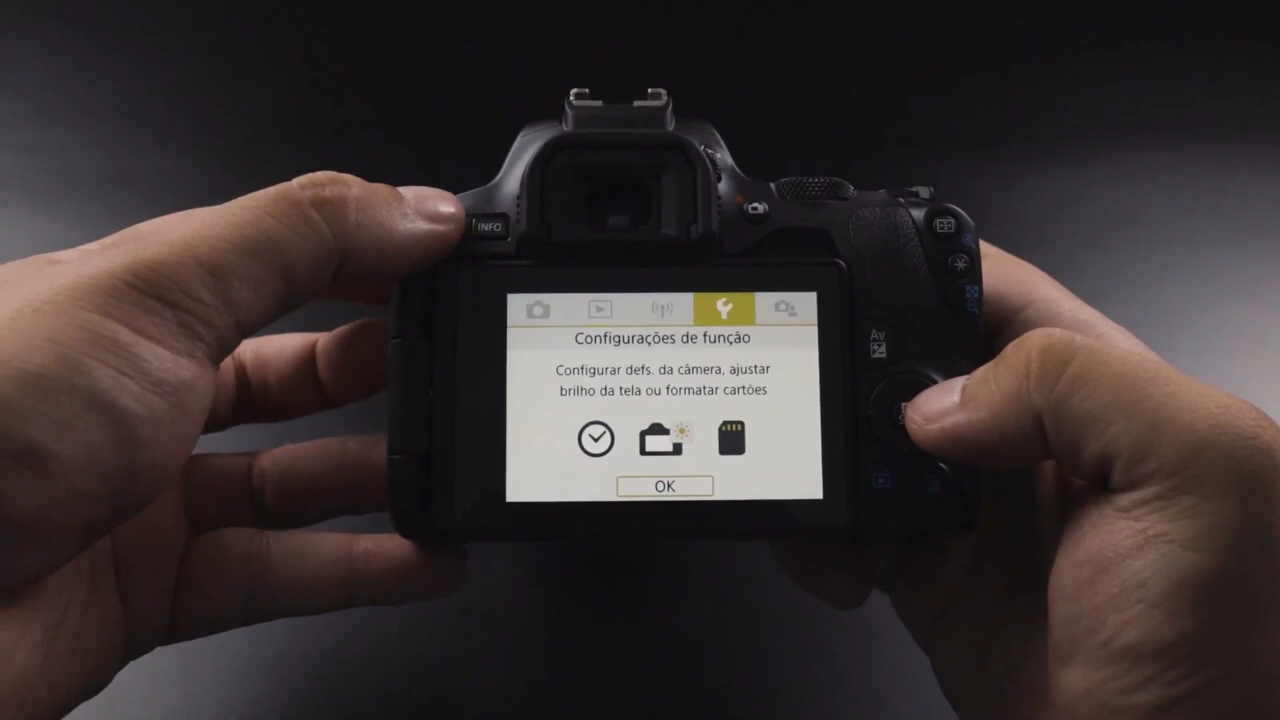 INFO
Configurações de função
Configurar defs. da câmera, ajustar
brilho da tela ou formatar cartões
OK
Av